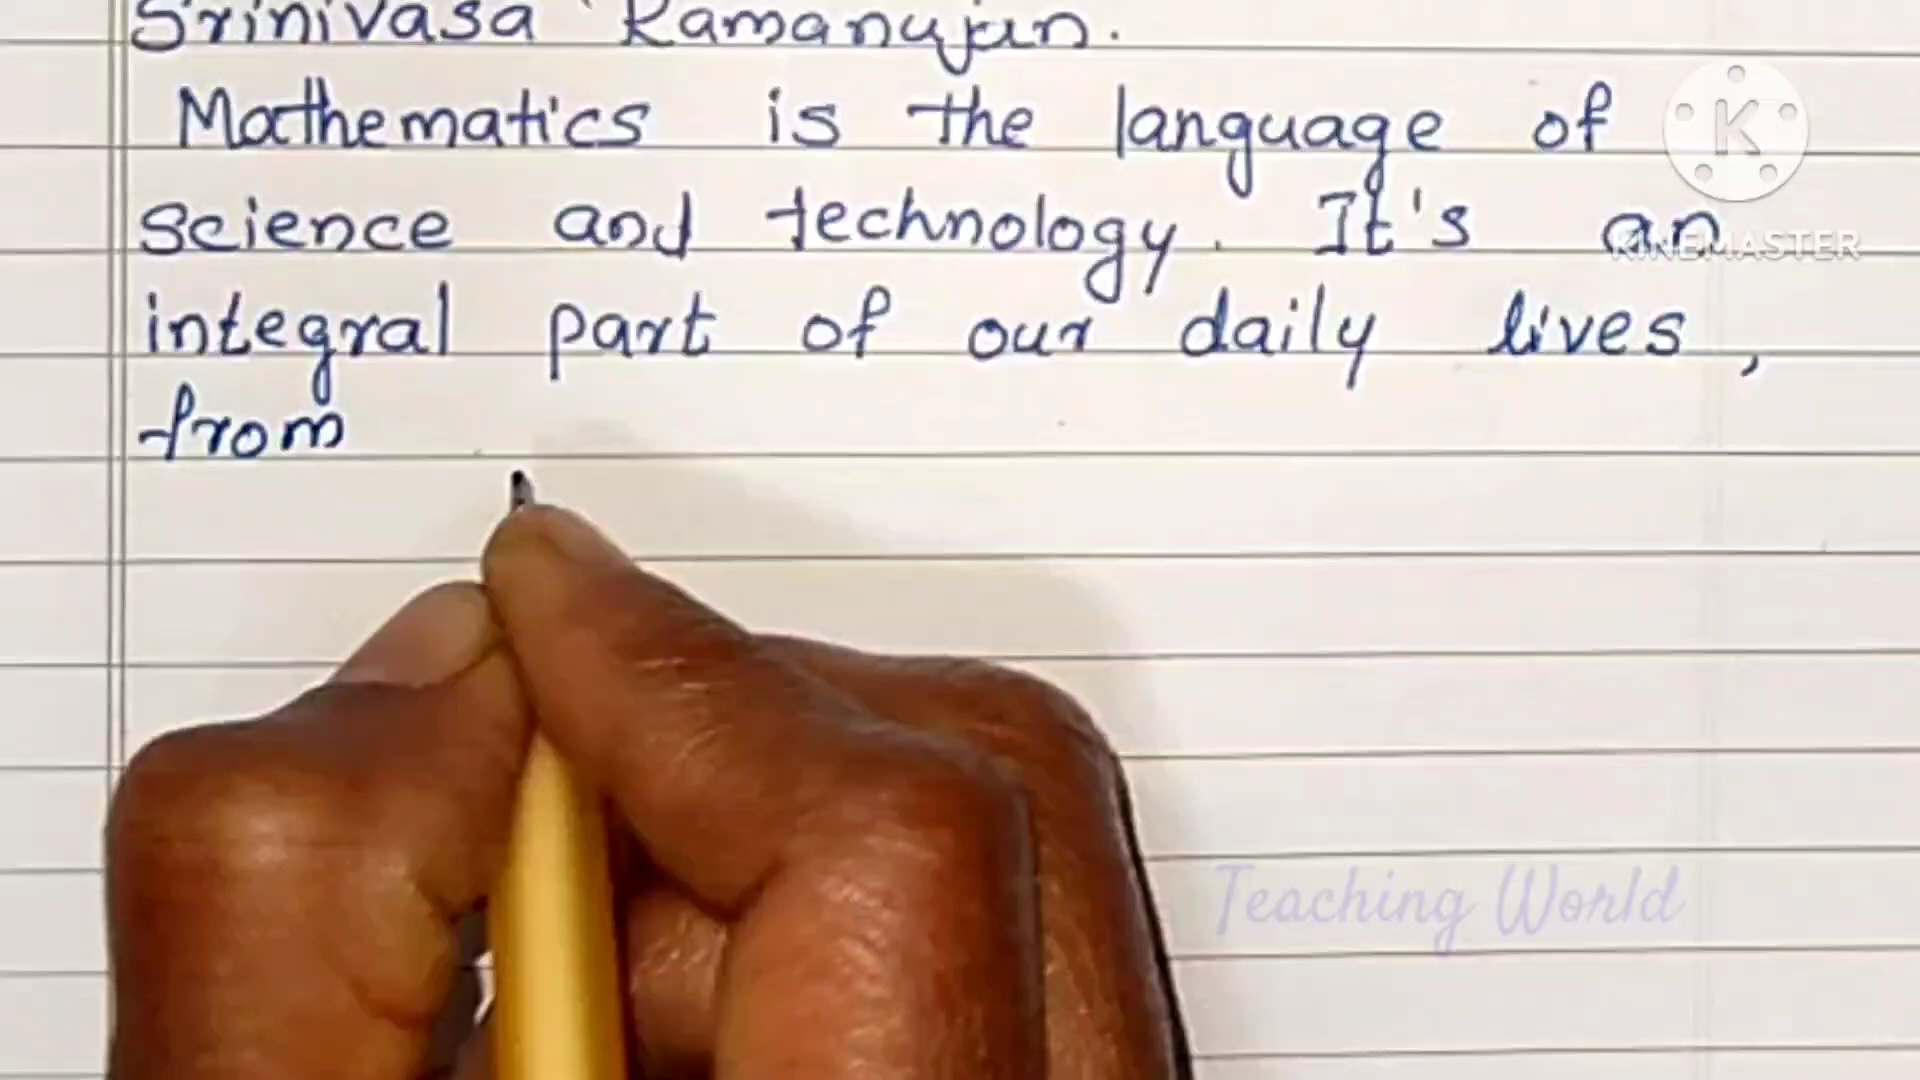 Srinivasa Ramanujan.
Mathematics is the language of
science and technology. It's an
integral part of our daily lives,
from
K
KINEMASTER
Teaching World